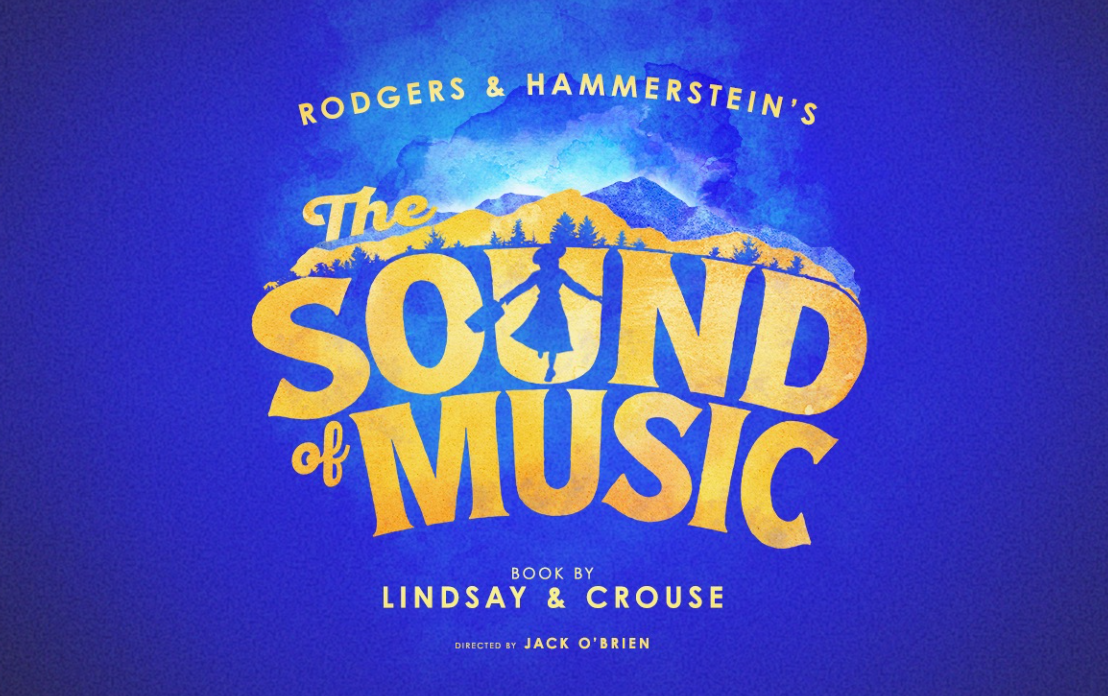 RODGERS & HAMMERSTEIN'S
The
SOUND
of MUSIC
BOOK BY
LINDSAY & CROUSE
DIRECTED BY JACK O'BRIEN